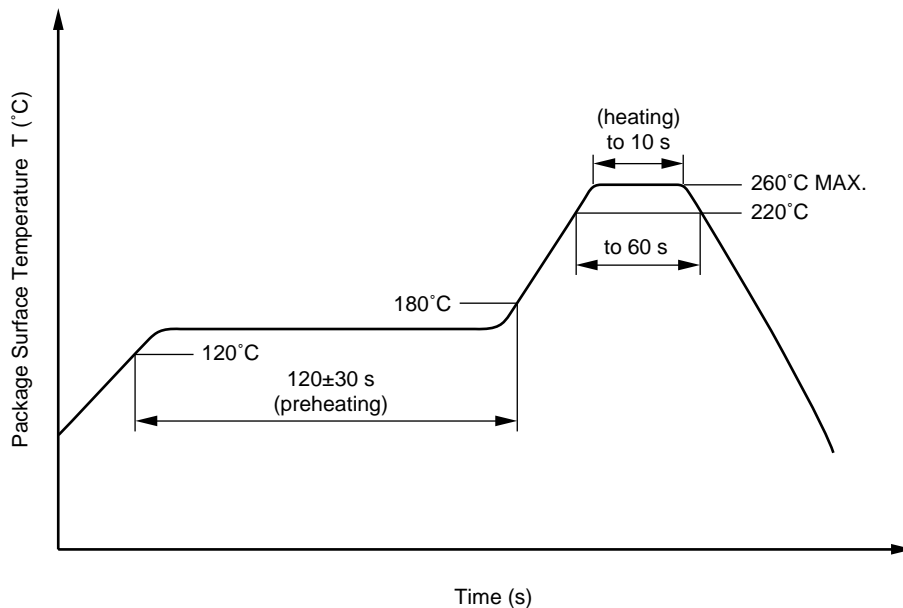 Package Surface Temperature T (˚C)
(heating)
to 10 s
260˚C MAX.
220˚C
to 60 s
180˚C
120˚C
120±30 s
(preheating)
Time (s)